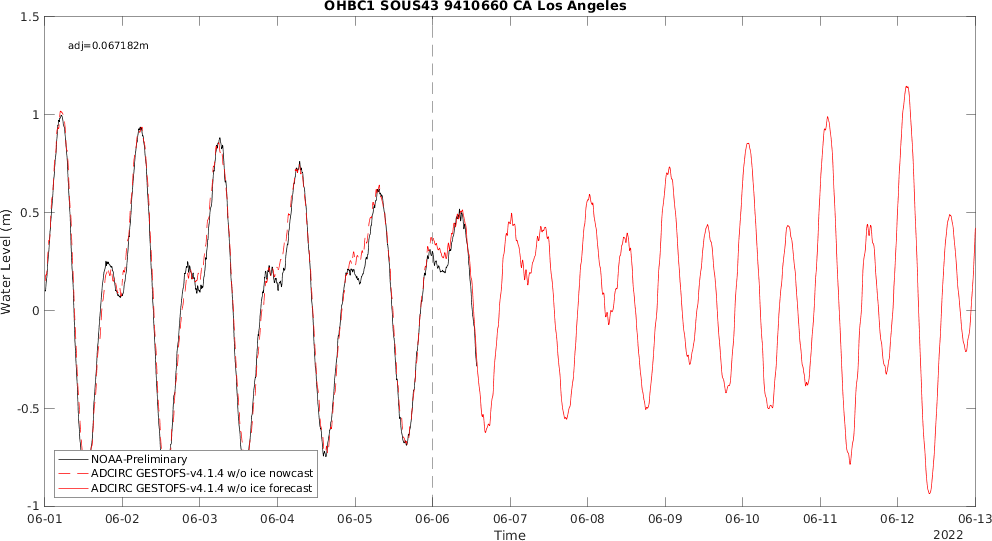 OHBC1 SOUS43 9410660 CA Los Angeles
1.5
adj=0.067182m
1
0.5
Water Level (m)
0
-0.5
NOAA-Preliminary
ADCIRC GESTOFS-v4.1.4 w/o ice nowcast
ADCIRC GESTOFS-v4.1.4 w/o ice forecast
-1
06-01 06-02 06-03 06-04 06-05 06-06 06-07 06-08 06-09 06-10 06-11 06-12 06-13
Time
2022